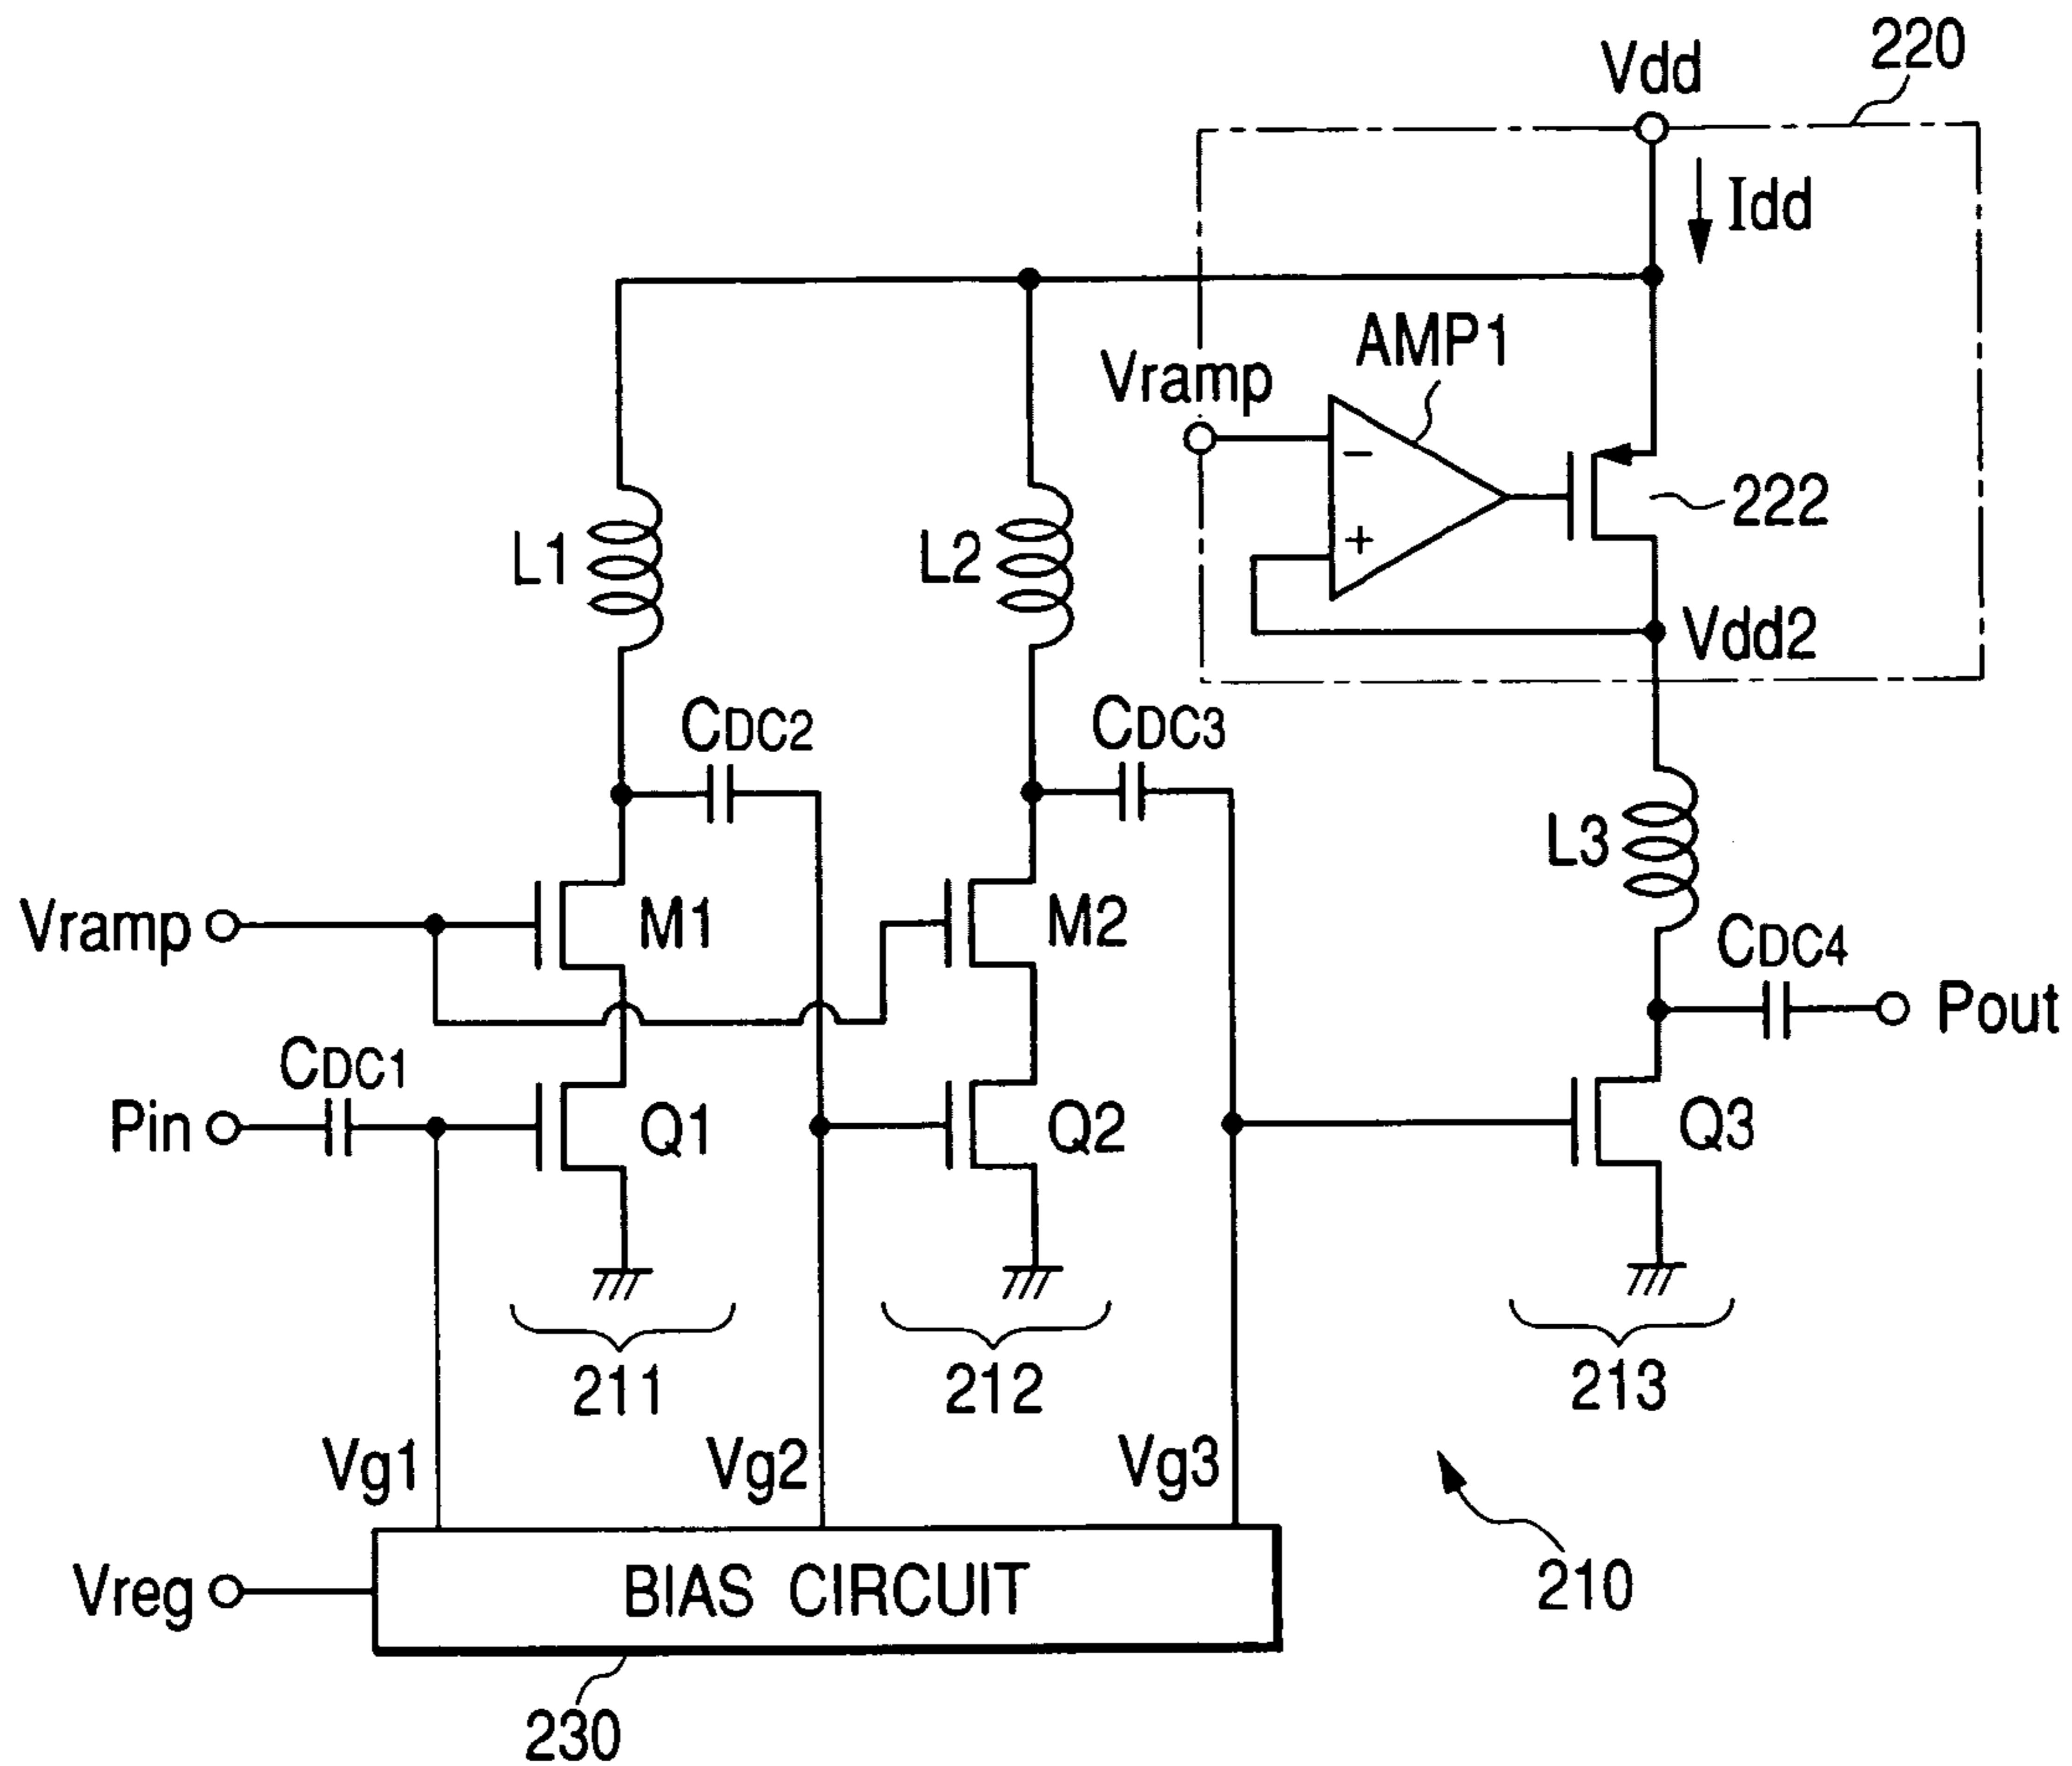 220
Vdd
Idd
AMP1
Vramp
−
+
222
L1
L2
Vdd2
CDC2
CDC3
L3
Vramp
M1
M2
CDC4
Pout
CDC1
Pin
Q1
Q2
Q3
211
212
213
Vg1
Vg2
Vg3
Vreg
BIAS CIRCUIT
210
230